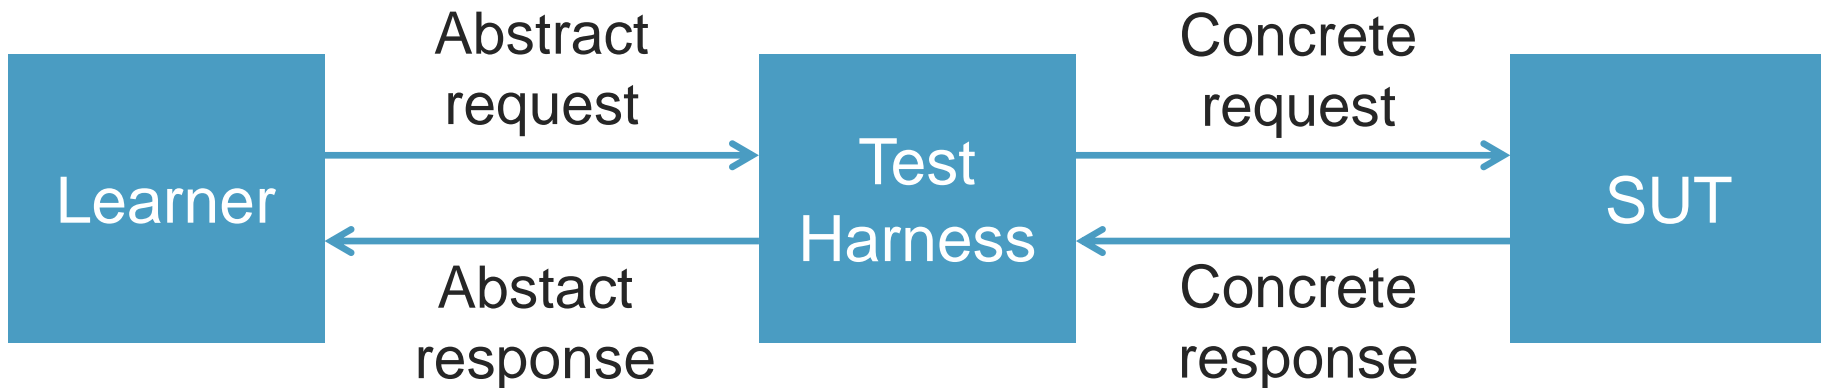 Abstract
request
Concrete
request
Learner
Test
Harness
SUT
Abstact
response
Concrete
response